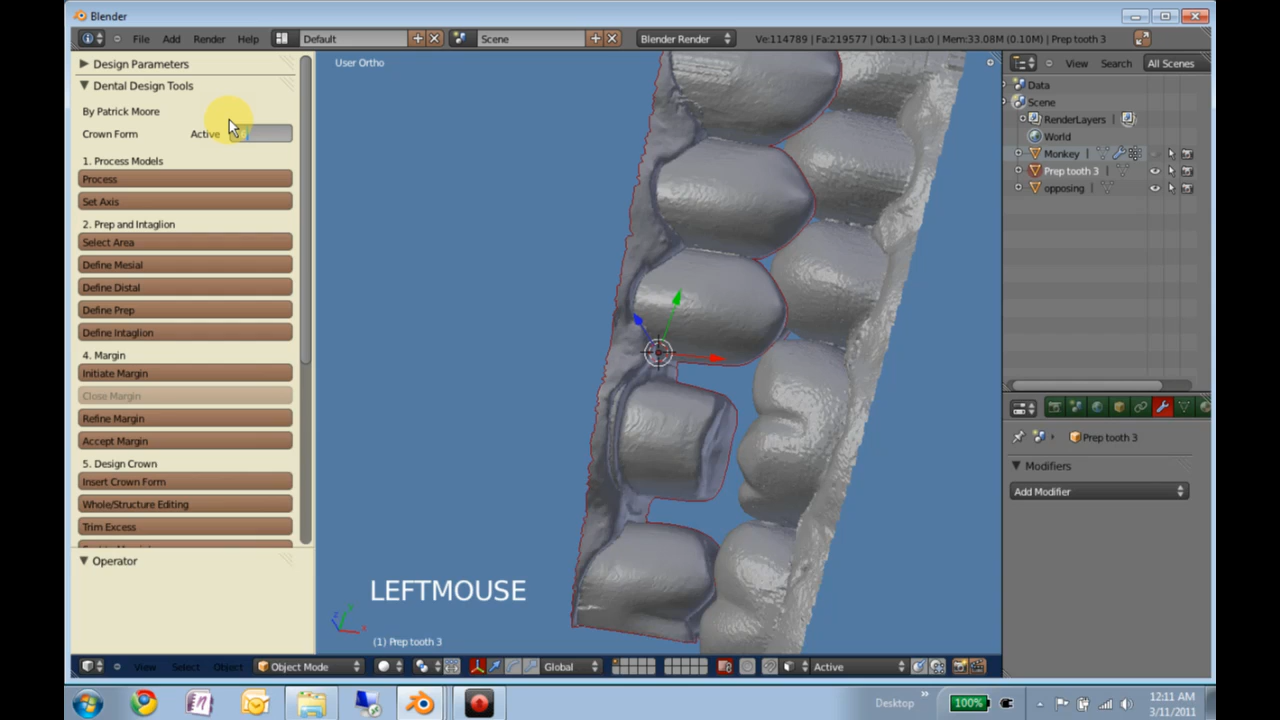 Blender
File Add Render Help Default Scene Blender Render Ve:114789 | Fa:219577 | Ob:1-3 | La:0 | Mem:33.08M (0.10M) | Prep tooth 3
Design Parameters
Dental Design Tools
By Patrick Moore
Crown Form Active
1. Process Models
Process
Set Axis
2. Prep and Intaglion
Select Area
Define Mesial
Define Distal
Define Prep
Define Intaglion
4. Margin
Initiate Margin
Close Margin
Refine Margin
Accept Margin
5. Design Crown
Insert Crown Form
Whole/Structure Editing
Trim Excess
Operator
User Ortho
LEFTMOUSE
(1) Prep tooth 3
View Select Object Object Mode Global Active
View Search All Scenes
Data
Scene
RenderLayers
World
Monkey
Prep tooth 3
opposing
Prep tooth 3
Modifiers
Add Modifier
Desktop » 100% 12:11 AM
3/11/2011